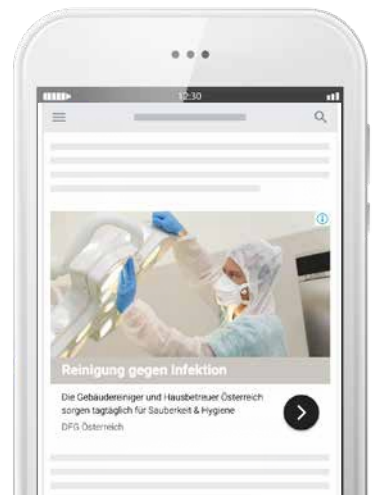 12:30
Reinigung gegen Infektion
Die Gebäudereiniger und Hausbetreuer Österreich
sorgen tagtäglich für Sauberkeit & Hygiene
DFG Österreich